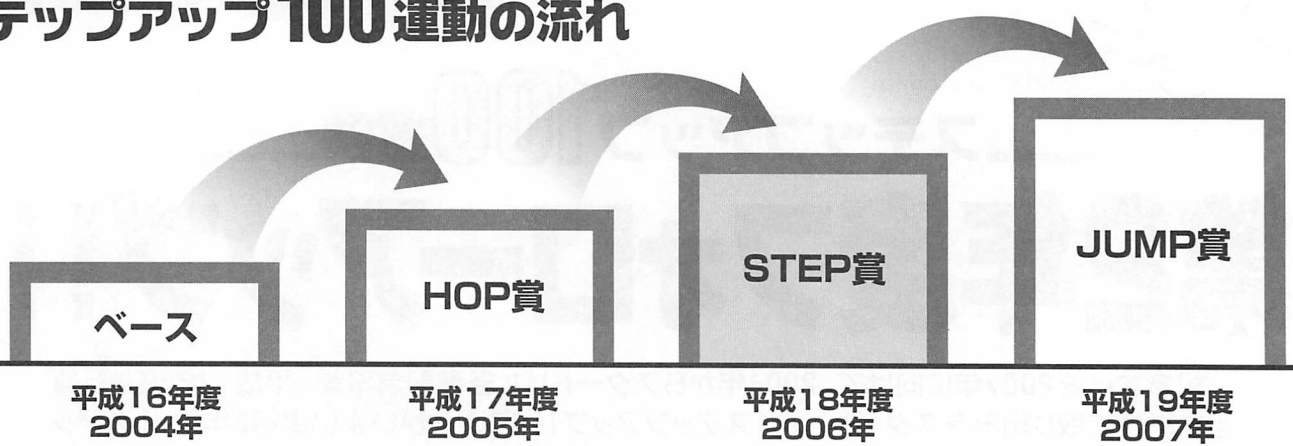 テップアップ100運動の流れ
ベース
HOP賞
STEP賞
JUMP賞
平成16年度
2004年
平成17年度
2005年
平成18年度
2006年
平成19年度
2007年